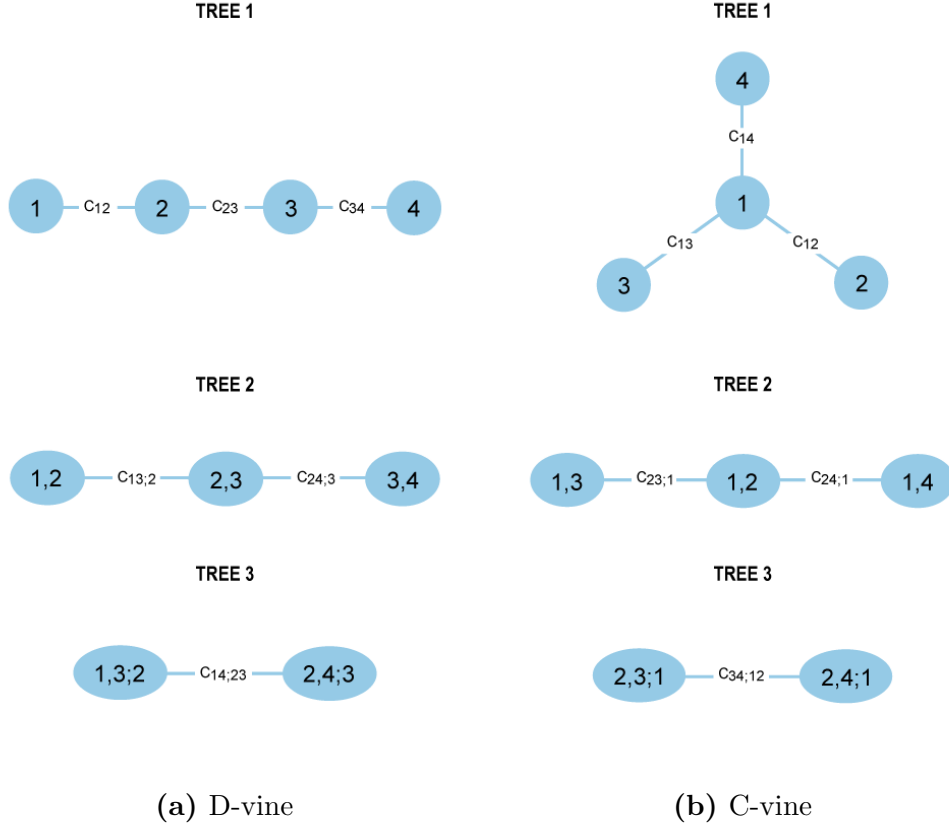 TREE 1
1 C12 2 C23 3 C34 4
TREE 2
1,2 C13;2 2,3 C24;3 3,4
TREE 3
1,3;2 C14;23 2,4;3
(a) D-vine
TREE 1
4
C14
1
C13 C12
3 2
TREE 2
1,3 C23;1 1,2 C24;1 1,4
TREE 3
2,3;1 C34;12 2,4;1
(b) C-vine